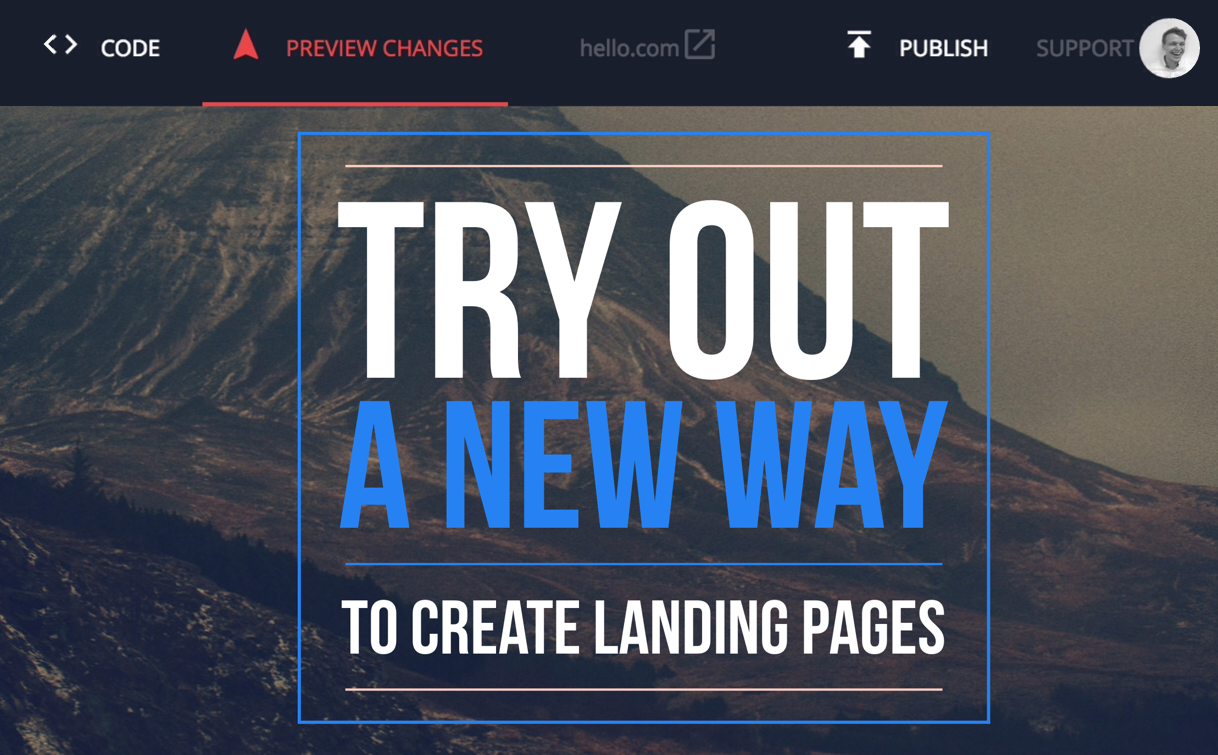 CODE PREVIEW CHANGES hello.com PUBLISH SUPPORT
TRY OUT
A NEW WAY
TO CREATE LANDING PAGES